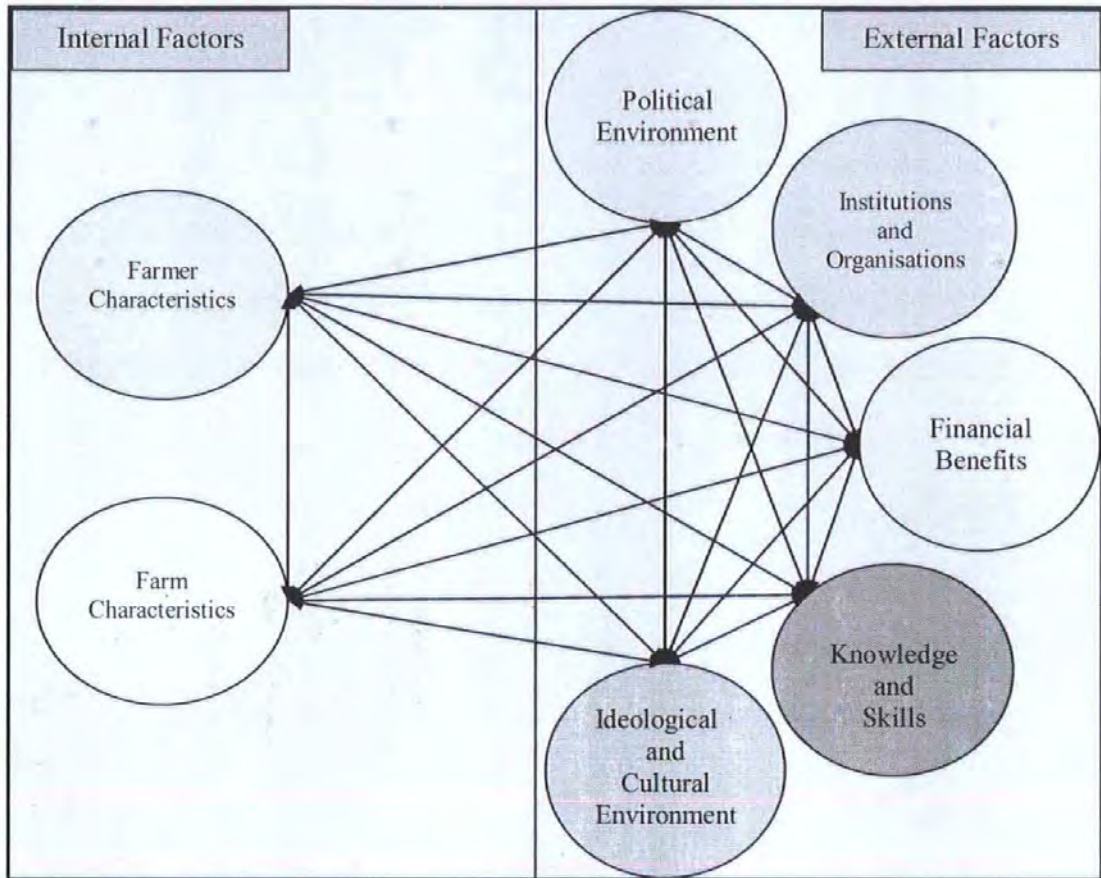 Internal Factors
External Factors
Political
Environment
Institutions
and
Organisations
Farmer
Characteristics
Financial
Benefits
Farm
Characteristics
Knowledge
and
Skills
Ideological
and
Cultural
Environment